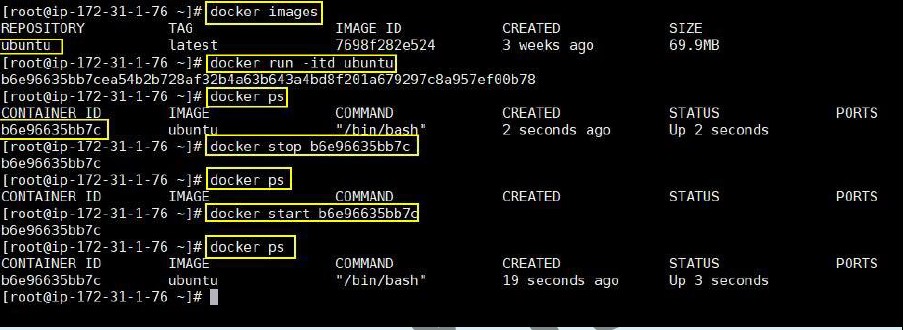 [root@ip-172-31-1-76 ~]# docker images
REPOSITORY TAG IMAGE ID CREATED SIZE
ubuntu latest 7698f282e524 3 weeks ago 69.9MB
[root@ip-172-31-1-76 ~]# docker run -itd ubuntu
b6e96635bb7cea54b2b728af32b4a63b643a4bd8f201a679297c8a957ef00b78
[root@ip-172-31-1-76 ~]# docker ps
CONTAINER ID IMAGE COMMAND CREATED STATUS PORTS
b6e96635bb7c ubuntu "/bin/bash" 2 seconds ago Up 2 seconds
[root@ip-172-31-1-76 ~]# docker stop b6e96635bb7c
b6e96635bb7c
[root@ip-172-31-1-76 ~]# docker ps
CONTAINER ID IMAGE COMMAND CREATED STATUS PORTS
[root@ip-172-31-1-76 ~]# docker start b6e96635bb7c
b6e96635bb7c
[root@ip-172-31-1-76 ~]# docker ps
CONTAINER ID IMAGE COMMAND CREATED STATUS PORTS
b6e96635bb7c ubuntu "/bin/bash" 19 seconds ago Up 3 seconds
[root@ip-172-31-1-76 ~]#